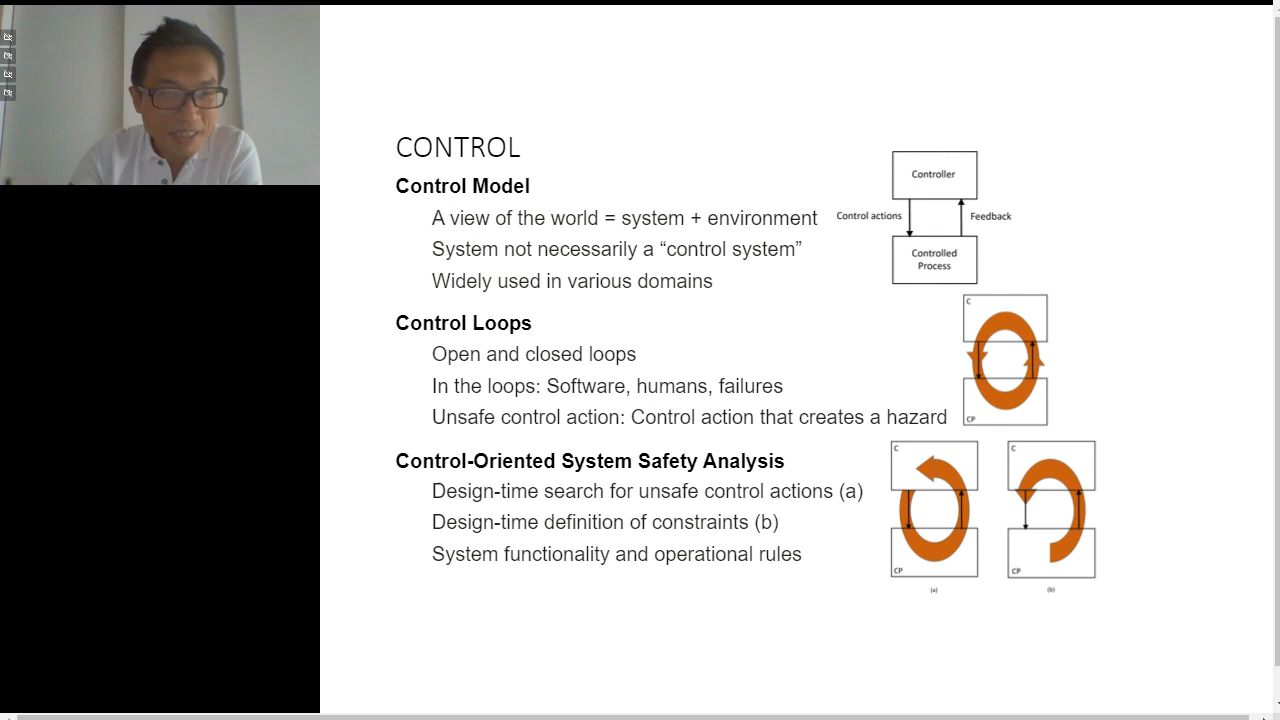 CONTROL
Control Model
A view of the world = system + environment
System not necessarily a “control system”
Widely used in various domains
Control Loops
Open and closed loops
In the loops: Software, humans, failures
Unsafe control action: Control action that creates a hazard
Control-Oriented System Safety Analysis
Design-time search for unsafe control actions (a)
Design-time definition of constraints (b)
System functionality and operational rules
Controller
Control actions
Feedback
Controlled
Process
C
CP
C
CP
(a)
C
CP
(b)